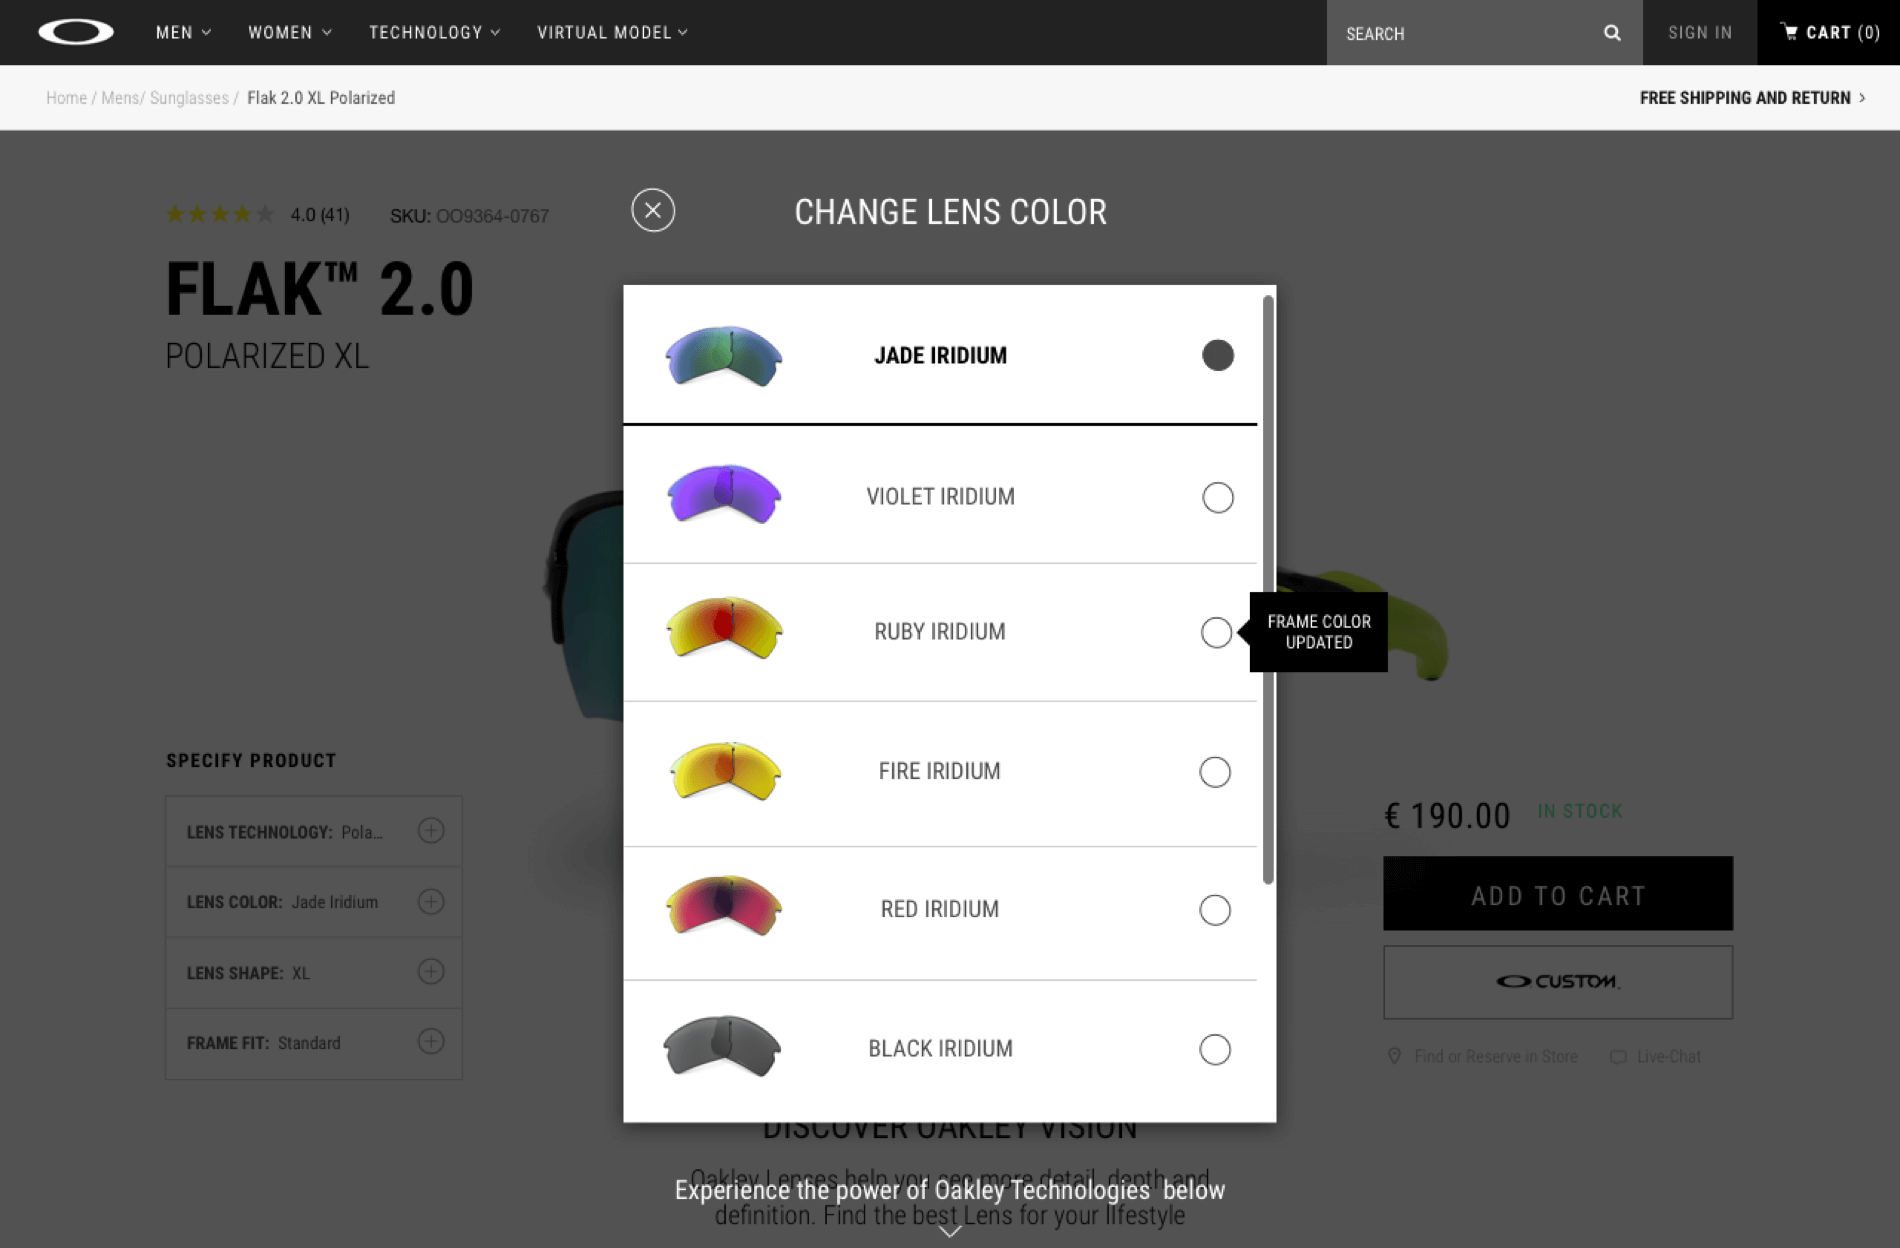 MEN
WOMEN
TECHNOLOGY
VIRTUAL MODEL
SEARCH
SIGN IN
CART (0)
Home / Mens/ Sunglasses / Flak 2.0 XL Polarized
FREE SHIPPING AND RETURN
4.0 (41)
SKU: OO9364-0767
FLAK™ 2.0
POLARIZED XL
CHANGE LENS COLOR
JADE IRIDIUM
VIOLET IRIDIUM
RUBY IRIDIUM
FRAME COLOR
UPDATED
FIRE IRIDIUM
RED IRIDIUM
BLACK IRIDIUM
SPECIFY PRODUCT
LENS TECHNOLOGY: Pola...
LENS COLOR: Jade Iridium
LENS SHAPE: XL
FRAME FIT: Standard
€ 190.00
IN STOCK
ADD TO CART
CUSTOM
Find or Reserve in Store
Live-Chat
DISCOVER OAKLEY VISION
Oakley Lenses help you see more detail, depth and
Experience the power of Oakley Technologies below
definition. Find the best Lens for your lifestyle